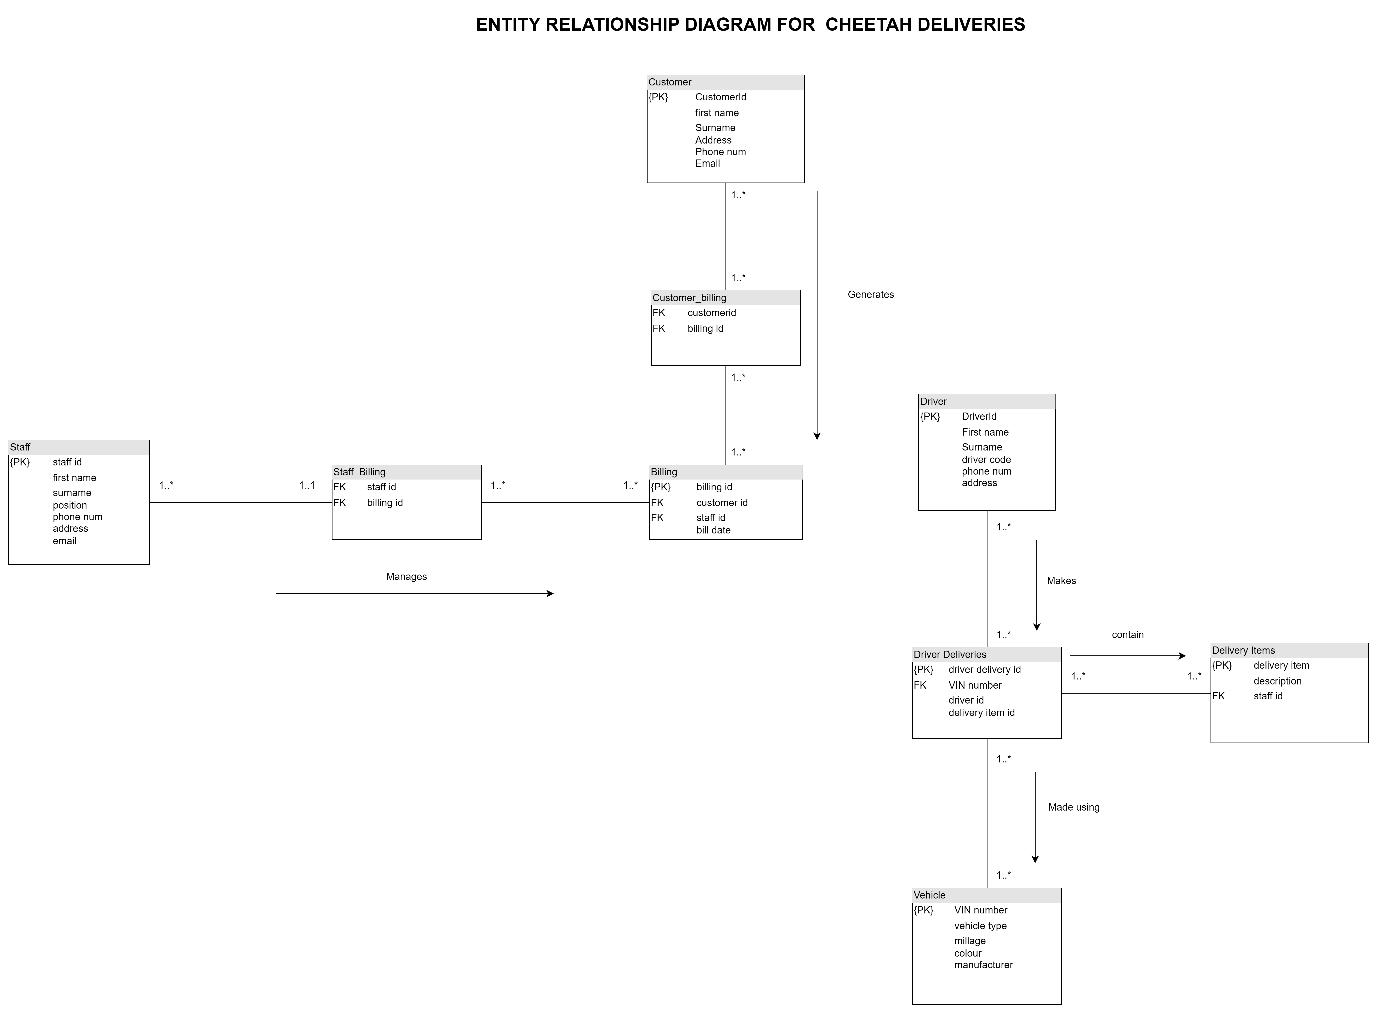 ENTITY RELATIONSHIP DIAGRAM FOR CHEETAH DELIVERIES
Customer
{PK} CustomerId
first name
Surname
Address
Phone num
Email
1..*
1..*
Generates
Customer_billing
FK customerid
FK billing id
1..*
1..*
Staff
{PK} staff id
first name
surname
position
phone num
address
email
1..*
1..1
Staff_Billing
FK staff id
FK billing id
1..*
1..*
Billing
{PK} billing id
FK customer id
FK staff id
bill date
Manages
Driver
{PK} DriverId
First name
Surname
driver code
phone num
address
1..*
Makes
1..*
contain
Driver Deliveries
{PK} driver delivery id
FK VIN number
driver id
delivery item id
1..*
1..*
Delivery Items
{PK} delivery item
description
FK staff id
1..*
Made using
1..*
Vehicle
{PK} VIN number
vehicle type
millage
colour
manufacturer